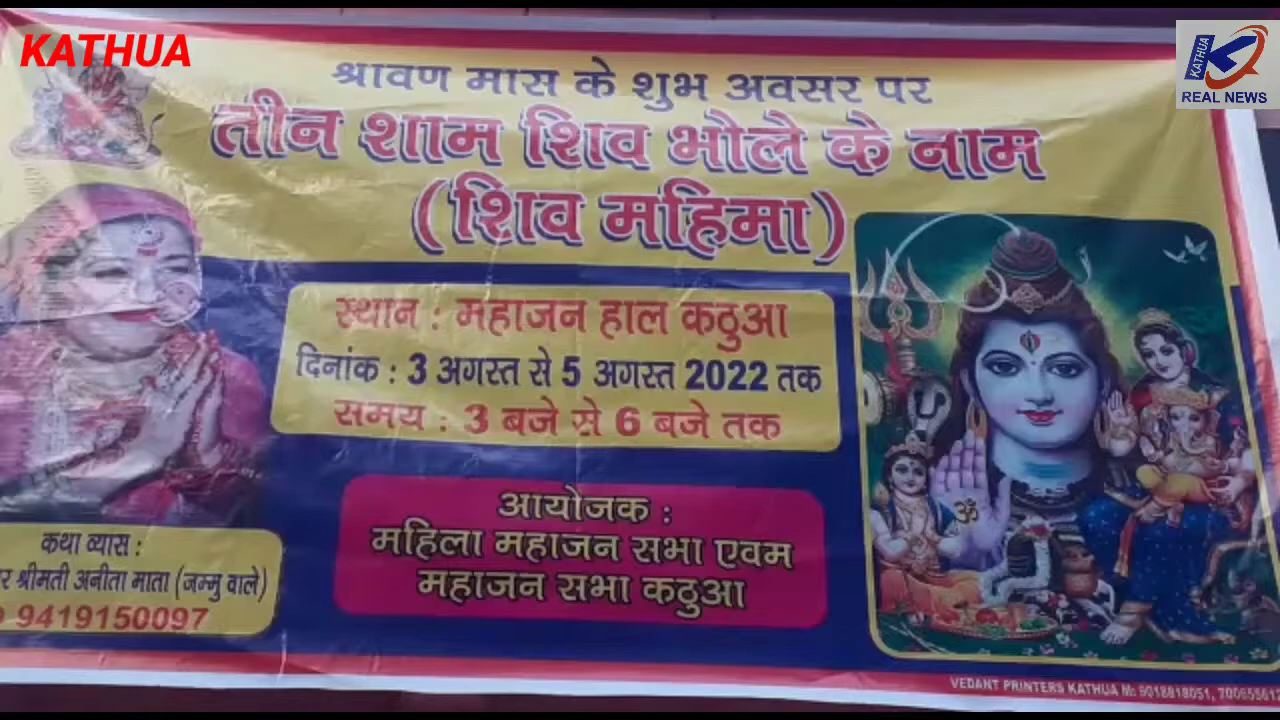 KATHUA
KATHUA
REAL NEWS
श्रावण मास के शुभ अवसर पर
तीन शाम शिव भोले के नाम
(शिव महिमा)
स्थान : महाजन हाल कठुआ
दिनांक : 3 अगस्त से 5 अगस्त 2022 तक
समय : 3 बजे से 6 बजे तक
आयोजक :
महिला महाजन सभा एवम
महाजन सभा कठुआ
कथा व्यास :
श्रीमती अनीता माता (जम्मु वाले)
9419150097
ॐ
VEDANT PRINTERS KATHUA M: 9018818051,